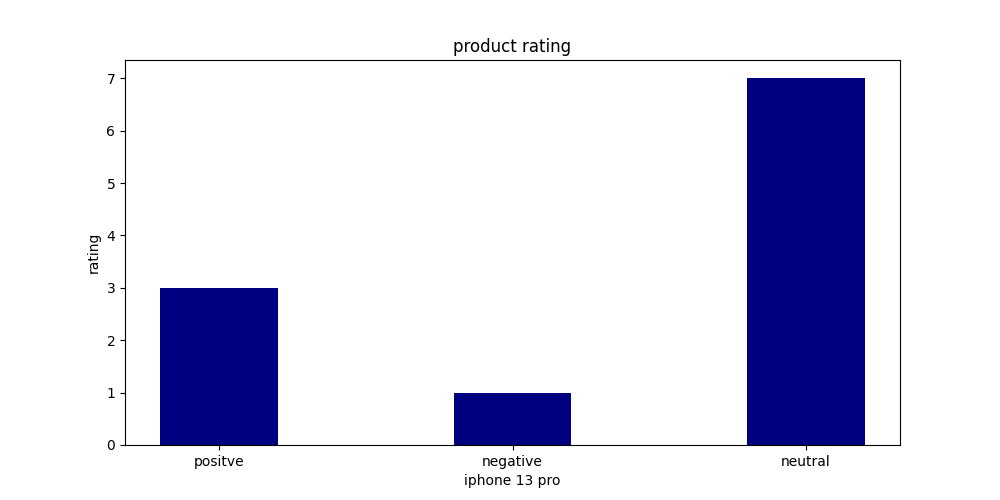 product rating
rating
7
6
5
4
3
2
1
0
positve
negative
neutral
iphone 13 pro